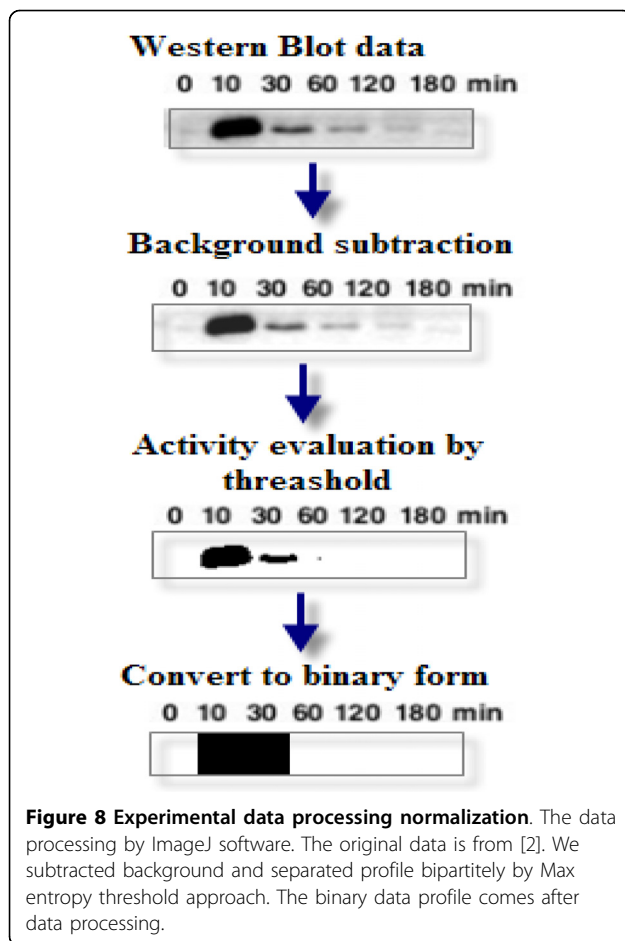 Western Blot data
0 10 30 60 120 180 min
Background subtraction
0 10 30 60 120 180 min
Activity evaluation by
threashold
0 10 30 60 120 180 min
Convert to binary form
0 10 30 60 120 180 min
Figure 8 Experimental data processing normalization. The data
processing by ImageJ software. The original data is from [2]. We
subtracted background and separated profile bipartitely by Max
entropy threshold approach. The binary data profile comes after
data processing.